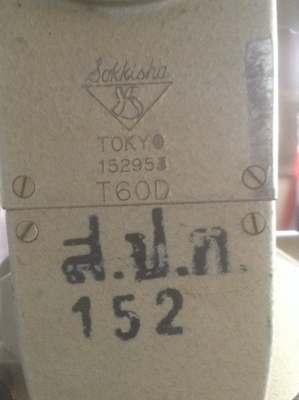 Sokkisha
TOKYO
152953
T60D
ส.ป.ก.
152